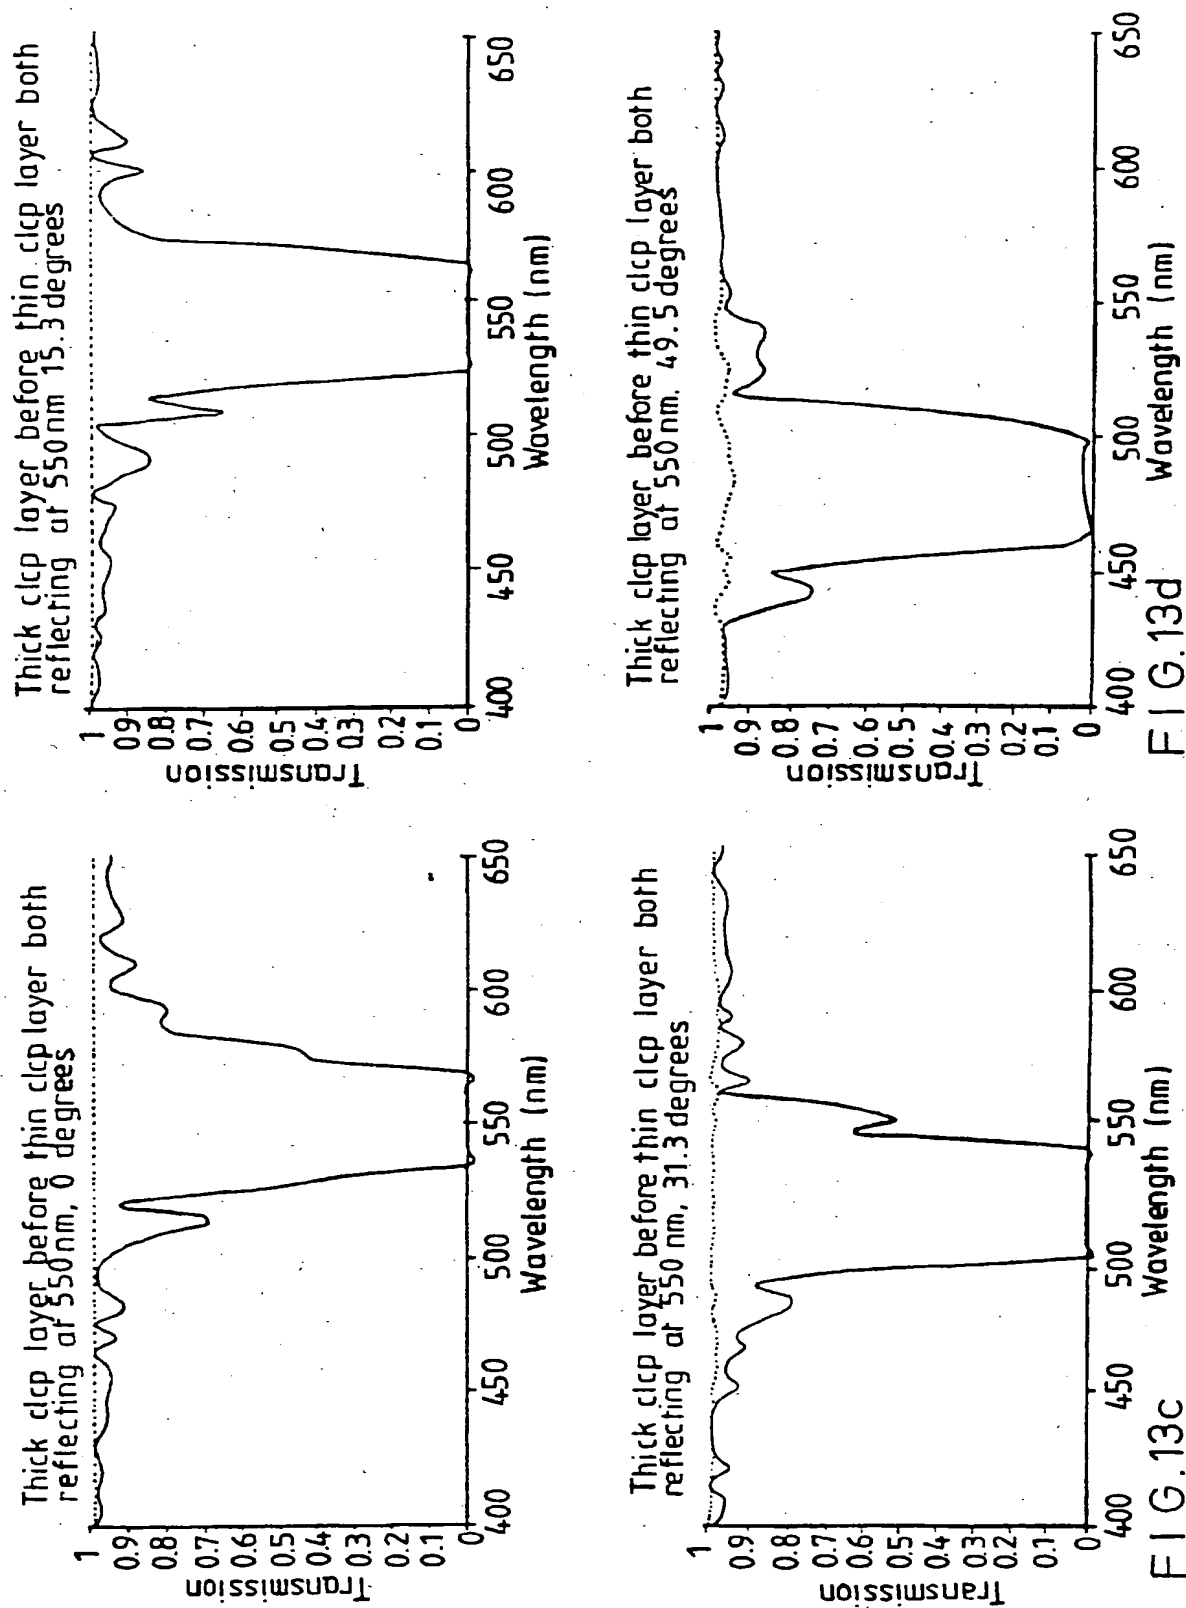 Thick clcp layer before thin clcp layer both
reflecting at 550nm, 0 degrees
Transmission
1
0.9
0.8
0.7
0.6
0.5
0.4
0.3
0.2
0.1
0
400 450 500 550 600 650
Wavelength (nm)
Thick clcp layer before thin clcp layer both
reflecting at 550nm 15.3 degrees
Transmission
1
0.9
0.8
0.7
0.6
0.5
0.4
0.3
0.2
0.1
0
400 450 500 550 600 650
Wavelength (nm)
Thick clcp layer before thin clcp layer both
reflecting at 550 nm, 31.3 degrees
Transmission
1
0.9
0.8
0.7
0.6
0.5
0.4
0.3
0.2
0.1
0
400 450 500 550 600 650
Wavelength (nm)
FIG. 13c
Thick clcp layer before thin clcp layer both
reflecting at 550 nm. 49.5 degrees
Transmission
1
0.9
0.8
0.7
0.6
0.5
0.4
0.3
0.2
0.1
0
400 450 500 550 600 650
Wavelength (nm)
FIG. 13d